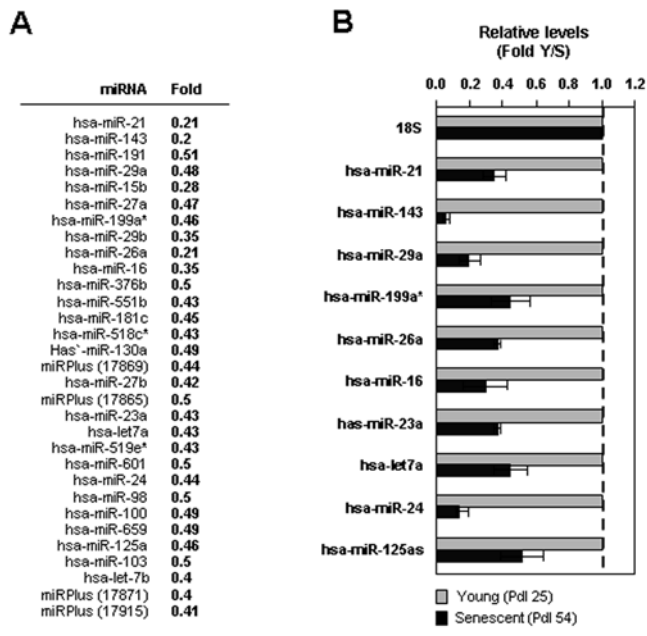 A
miRNA Fold
hsa-miR-21 0.21
hsa-miR-143 0.2
hsa-miR-191 0.51
hsa-miR-29a 0.48
hsa-miR-15b 0.28
hsa-miR-27a 0.47
hsa-miR-199a* 0.46
hsa-miR-29b 0.35
hsa-miR-26a 0.21
hsa-miR-16 0.35
hsa-miR-376b 0.5
hsa-miR-551b 0.43
hsa-miR-181c 0.45
hsa-miR-518c* 0.43
Has`-miR-130a 0.49
miRPlus (17869) 0.44
hsa-miR-27b 0.42
miRPlus (17865) 0.5
hsa-miR-23a 0.43
hsa-let7a 0.43
hsa-miR-519e* 0.43
hsa-miR-601 0.5
hsa-miR-24 0.44
hsa-miR-98 0.5
hsa-miR-100 0.49
hsa-miR-659 0.49
hsa-miR-125a 0.46
hsa-miR-103 0.5
hsa-let-7b 0.4
miRPlus (17871) 0.4
miRPlus (17915) 0.41
B
Relative levels
(Fold Y/S)
0.0 0.2 0.4 0.6 0.8 1.0 1.2
18S
hsa-miR-21
hsa-miR-143
hsa-miR-29a
hsa-miR-199a*
hsa-miR-26a
hsa-miR-16
has-miR-23a
hsa-let7a
hsa-miR-24
hsa-miR-125as
Young (Pdl 25)
Senescent (Pdl 54)